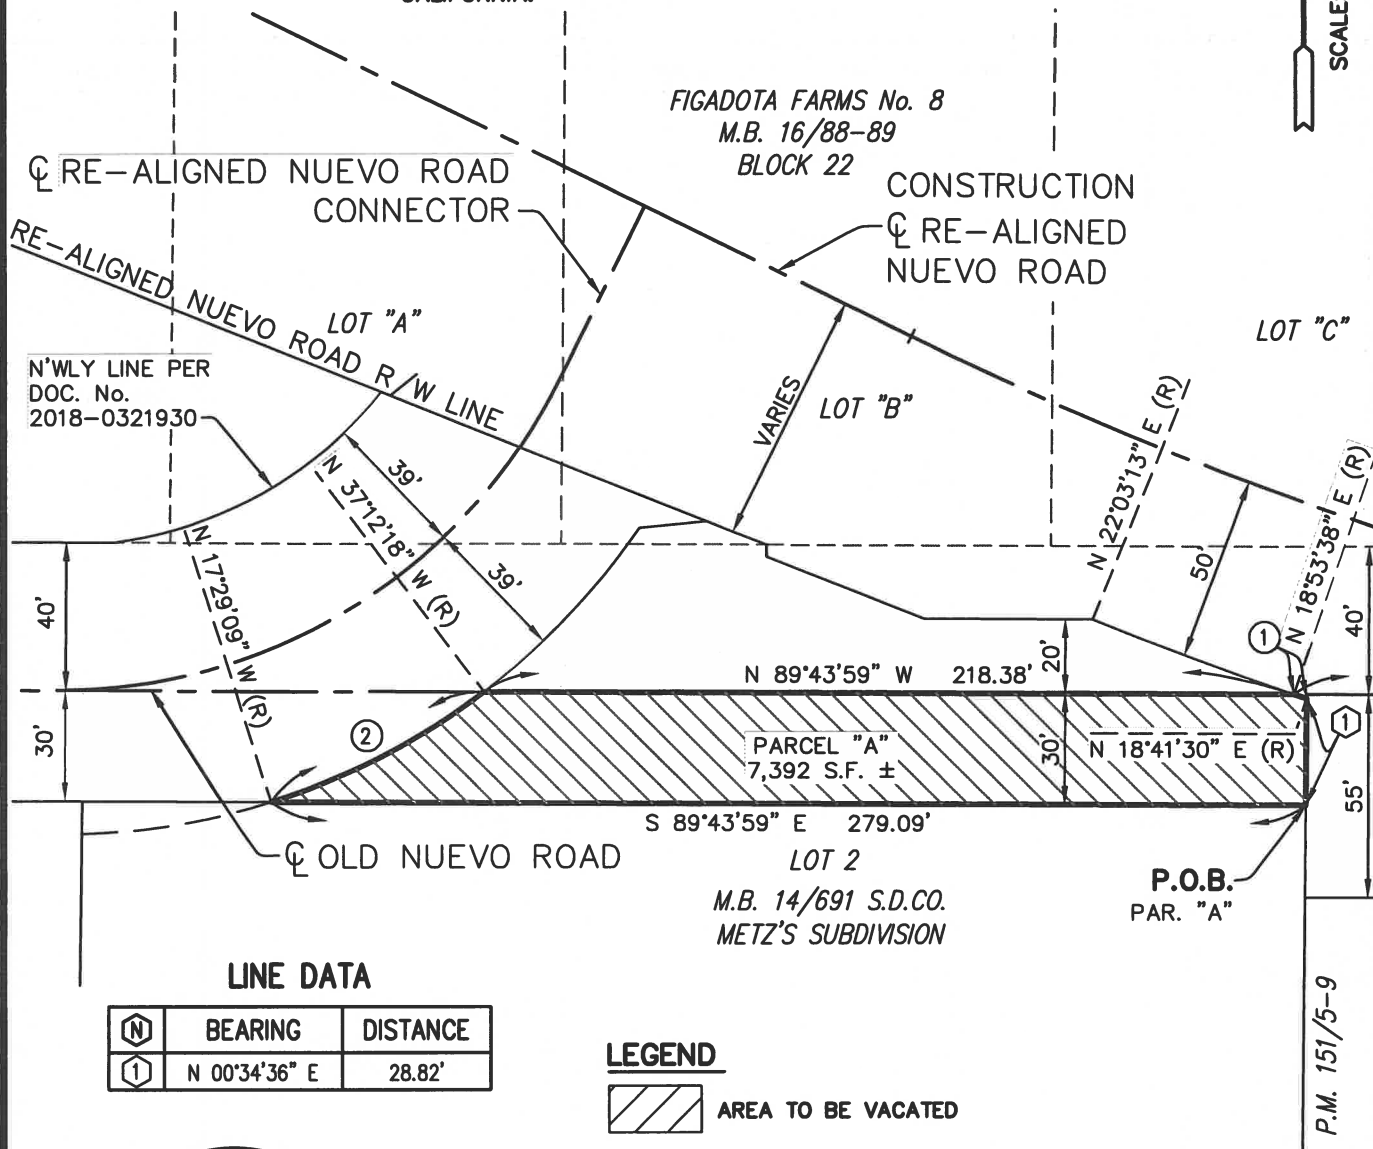 SCALE
FIGADOTA FARMS No. 8
M.B. 16/88-89
BLOCK 22
℄ RE-ALIGNED NUEVO ROAD
CONNECTOR
CONSTRUCTION
℄ RE-ALIGNED
NUEVO ROAD
RE-ALIGNED NUEVO ROAD R/W LINE
LOT "A"
LOT "C"
N'WLY LINE PER
DOC. No.
2018-0321930
VARIES
LOT "B"
N 22°03'13" E (R)
N 18°53'38" E (R)
39'
N 37°12'18" W (R)
39'
N 17°29'09" W (R)
50'
40'
40'
20'
1
N 89°43'59" W 218.38'
30'
2
PARCEL "A"
7,392 S.F. ±
30'
N 18°41'30" E (R)
1
55'
S 89°43'59" E 279.09'
℄ OLD NUEVO ROAD
LOT 2
M.B. 14/691 S.D.CO.
METZ'S SUBDIVISION
P.O.B.
PAR. "A"
LINE DATA
N BEARING DISTANCE
1 N 00°34'36" E 28.82'
LEGEND
AREA TO BE VACATED
P.M. 151/5-9